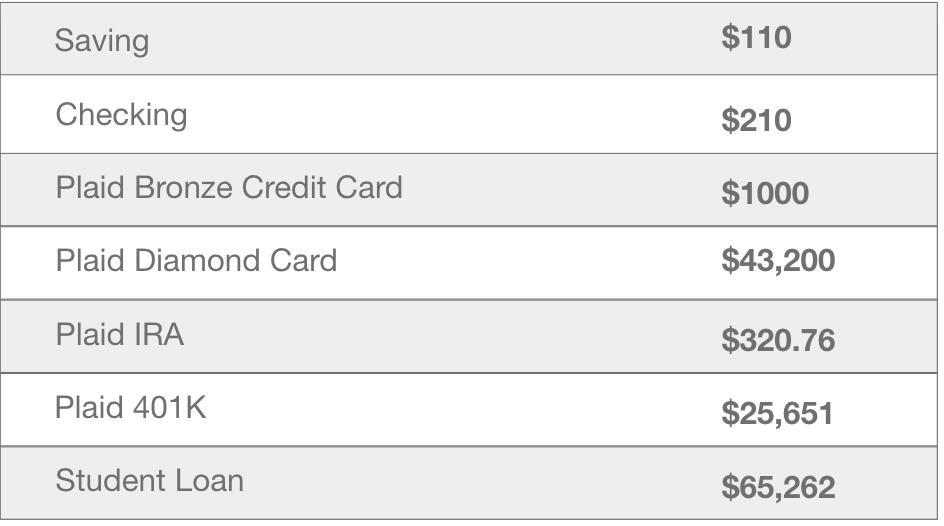 Saving $110
Checking $210
Plaid Bronze Credit Card $1000
Plaid Diamond Card $43,200
Plaid IRA $320.76
Plaid 401K $25,651
Student Loan $65,262